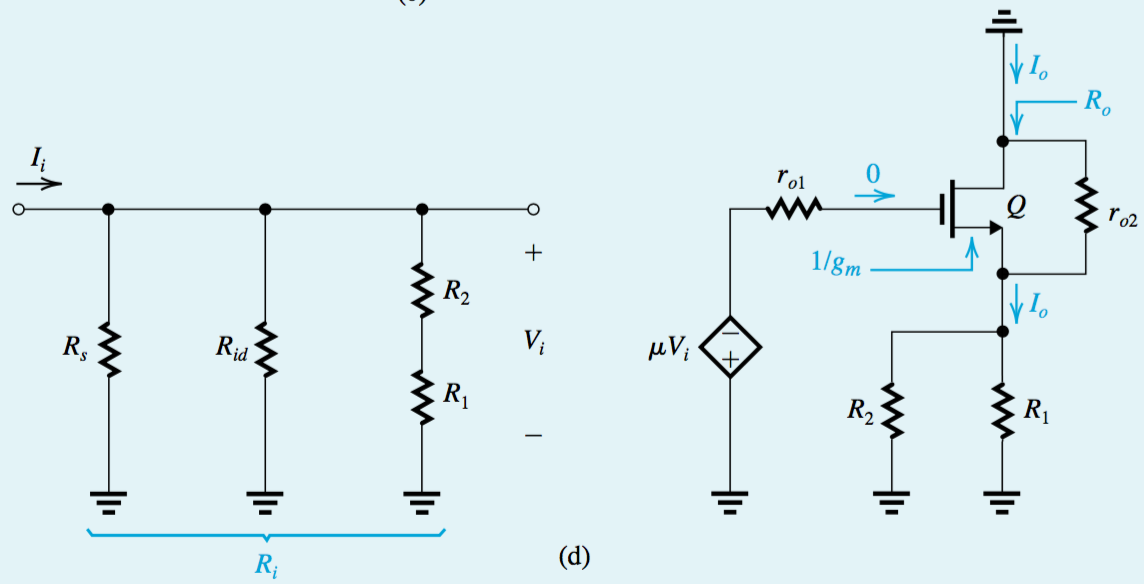 I_i
R_s
R_id
R_2
R_1
+
V_i
−
R_i
(d)
I_o
R_o
r_o1
0
Q
r_o2
1/g_m
I_o
μV_i
−
+
R_2
R_1